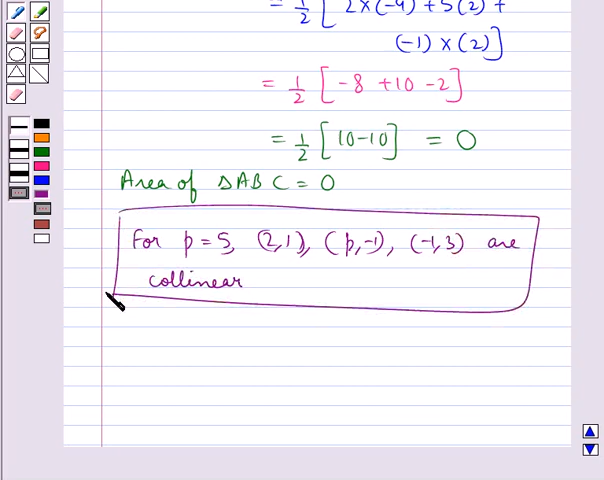 = 1/2 [ 2×(-4) + 5(2) +
(-1) × (2) ]
= 1/2 [ -8 + 10 - 2 ]
= 1/2 [ 10 - 10 ] = 0
Area of ΔABC = 0
For p = 5, (2,1), (p,-1), (-1,3) are
collinear